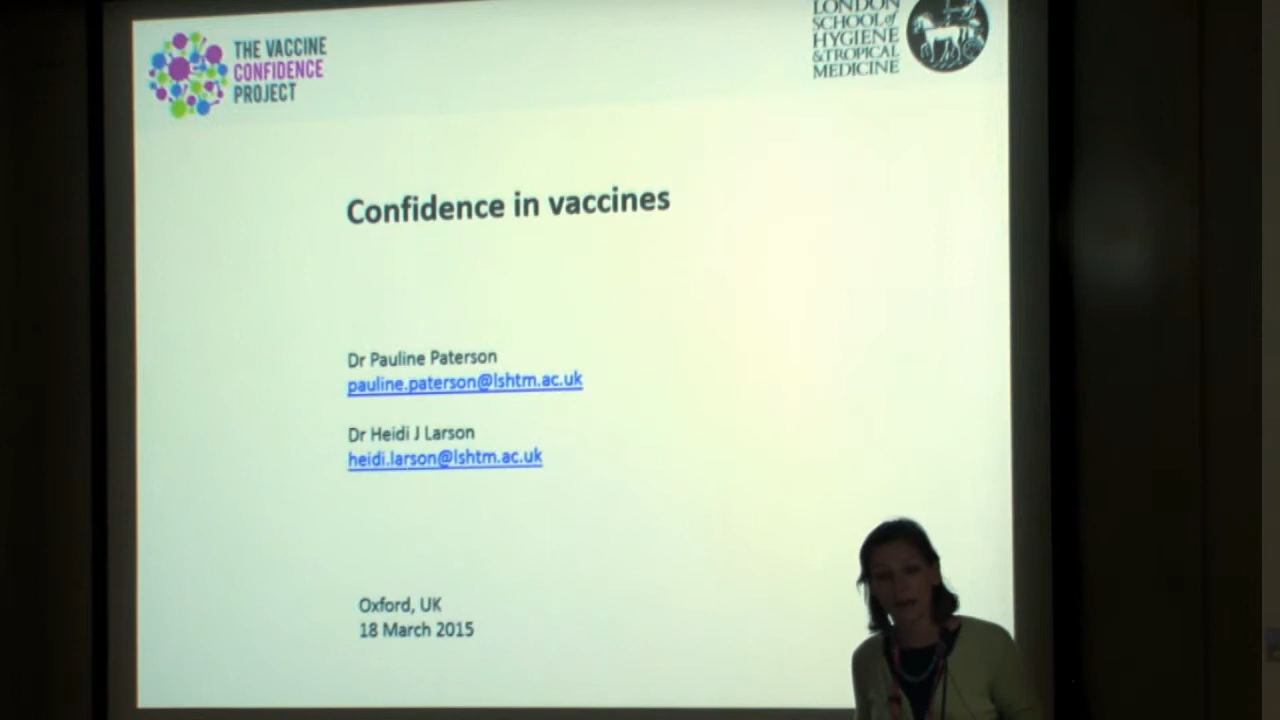 THE VACCINE
CONFIDENCE
PROJECT
LONDON
SCHOOL of
HYGIENE
& TROPICAL
MEDICINE
Confidence in vaccines
Dr Pauline Paterson
pauline.paterson@lshtm.ac.uk
Dr Heidi J Larson
heidi.larson@lshtm.ac.uk
Oxford, UK
18 March 2015